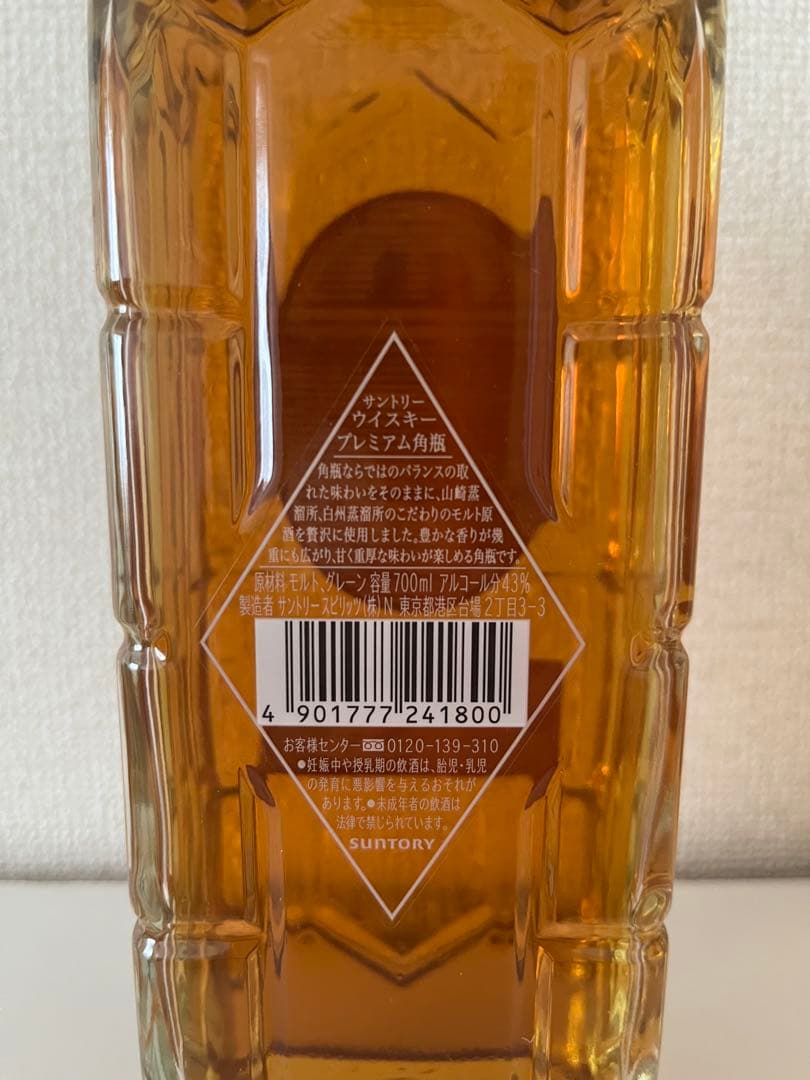 サントリー
ウイスキー
プレミアム角瓶
角瓶ならではのバランスの取
れた味わいをそのままに、山崎蒸
溜所、白州蒸溜所のこだわりのモルト原
酒を贅沢に使用しました。豊かな香りが幾
重にも広がり、甘く重厚な味わいが楽しめる角瓶です。
原材料 モルト、グレーン 容量 700ml アルコール分43%
製造者 サントリースピリッツ(株) N 東京都港区台場2丁目3-3
4 901777 241800
お客様センター 0120-139-310
●妊娠中や授乳期の飲酒は、胎児・乳児
の発育に悪影響を与えるおそれが
あります。●未成年者の飲酒は
法律で禁じられています。
SUNTORY